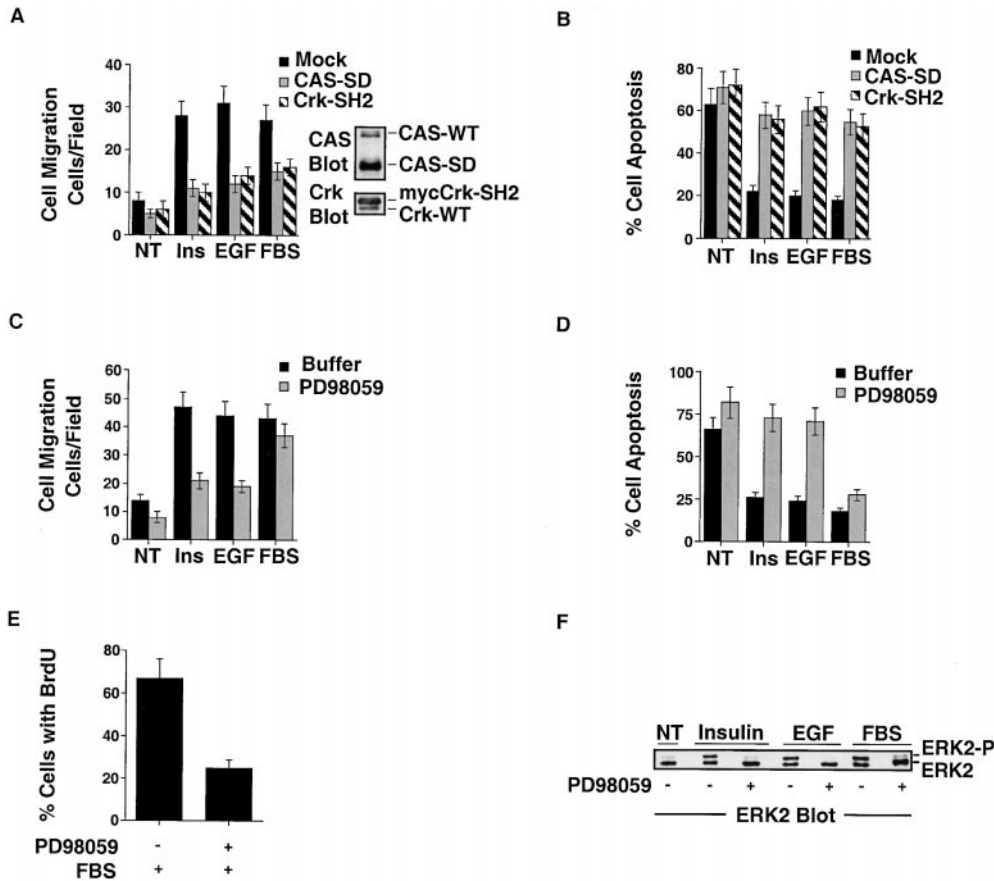 A
Cell Migration
Cells/Field
40
30
20
10
0
Mock
CAS-SD
Crk-SH2
NT Ins EGF FBS
CAS
Blot
CAS-WT
CAS-SD
Crk
Blot
mycCrk-SH2
Crk-WT
B
% Cell Apoptosis
80
60
40
20
0
Mock
CAS-SD
Crk-SH2
NT Ins EGF FBS
C
Cell Migration
Cells/Field
60
50
40
30
20
10
0
Buffer
PD98059
NT Ins EGF FBS
D
% Cell Apoptosis
100
75
50
25
0
Buffer
PD98059
NT Ins EGF FBS
E
% Cells with BrdU
80
60
40
20
0
PD98059 - +
FBS + +
F
NT Insulin EGF FBS
ERK2-P
ERK2
PD98059 - - + - + - +
ERK2 Blot